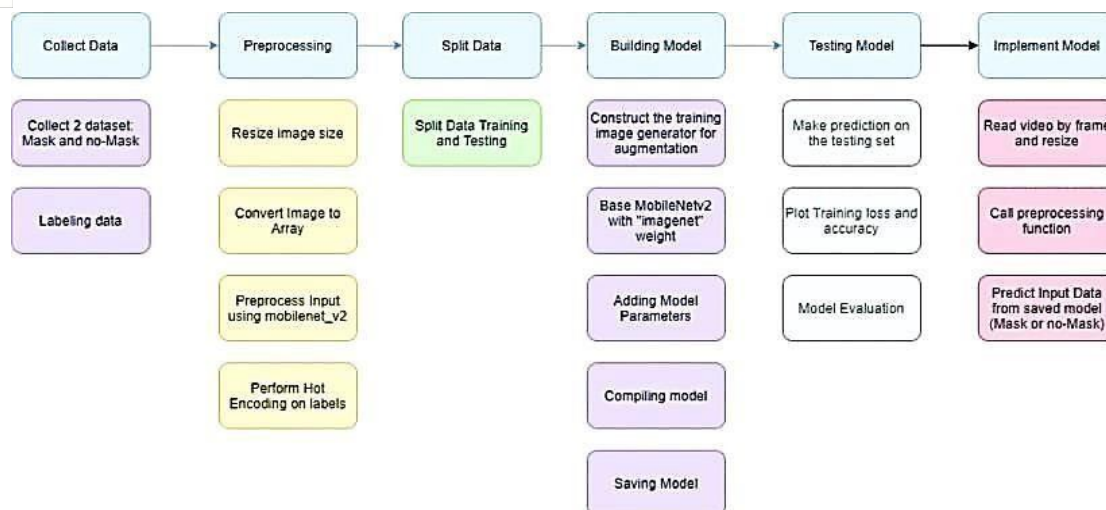 Collect Data
Preprocessing
Split Data
Building Model
Testing Model
Implement Model
Collect 2 dataset:
Mask and no-Mask
Labeling data
Resize image size
Convert Image to
Array
Preprocess Input
using mobilenet_v2
Perform Hot
Encoding on labels
Split Data Training
and Testing
Construct the training
image generator for
augmentation
Base MobileNetv2
with "imagenet"
weight
Adding Model
Parameters
Compiling model
Saving Model
Make prediction on
the testing set
Plot Training loss and
accuracy
Model Evaluation
Read video by frame
and resize
Call preprocessing
function
Predict Input Data
from saved model
(Mask or no-Mask)